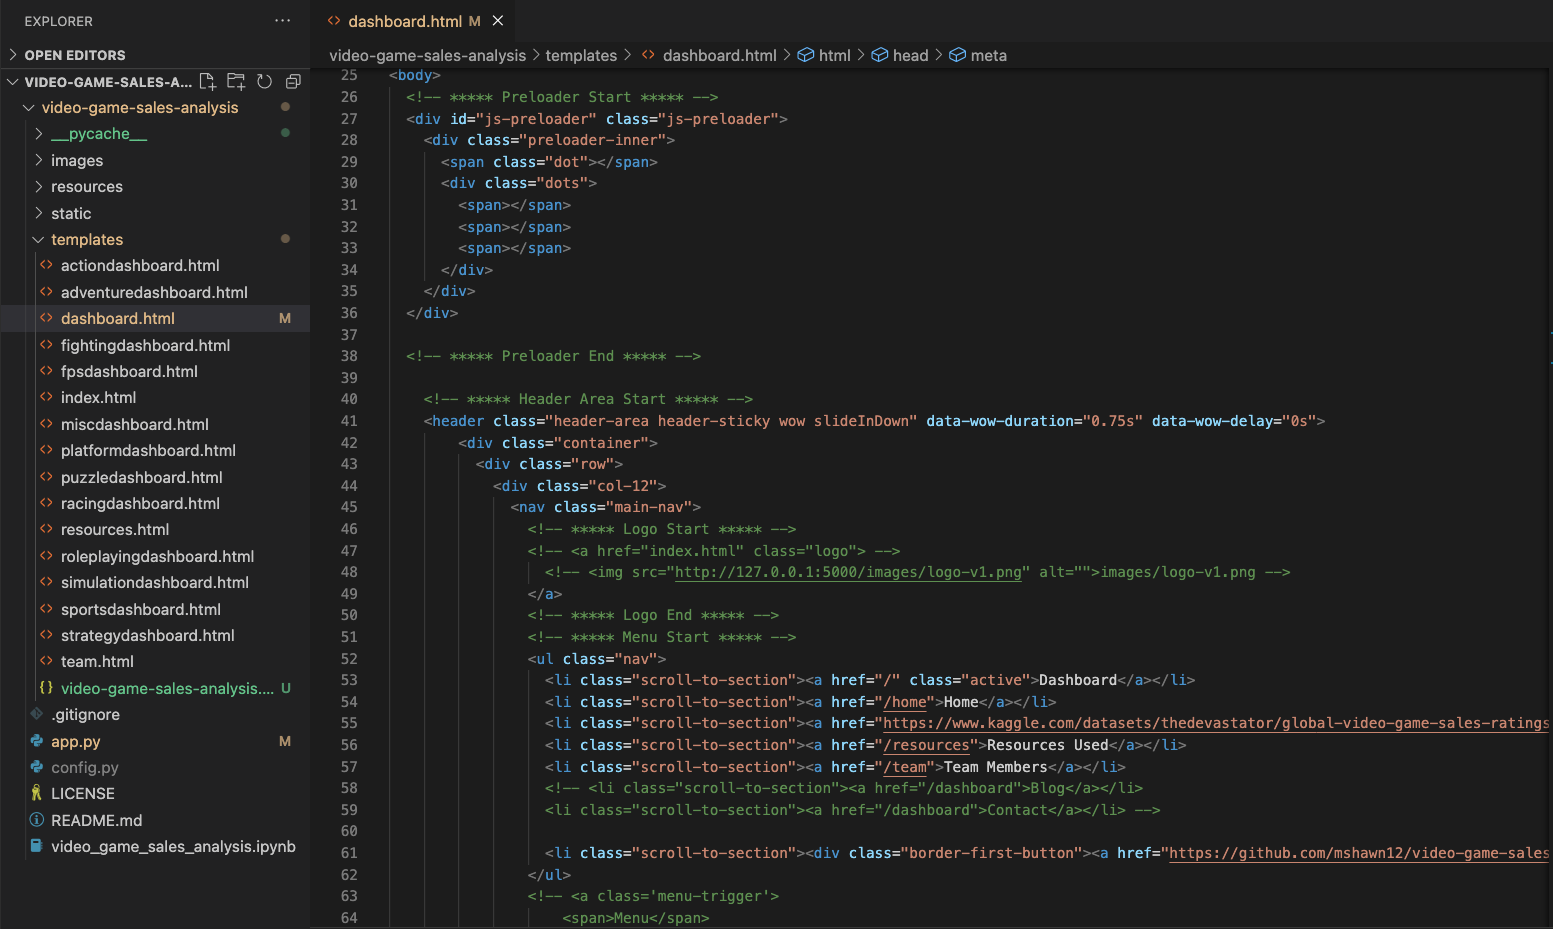 EXPLORER
OPEN EDITORS
VIDEO-GAME-SALES-A...
video-game-sales-analysis
__pycache__
images
resources
static
templates
actiondashboard.html
adventuredashboard.html
dashboard.html M
fightingdashboard.html
fpsdashboard.html
index.html
miscdashboard.html
platformdashboard.html
puzzledashboard.html
racingdashboard.html
resources.html
roleplayingdashboard.html
simulationdashboard.html
sportsdashboard.html
strategydashboard.html
team.html
{} video-game-sales-analysis.... U
.gitignore
app.py M
config.py
LICENSE
README.md
video_game_sales_analysis.ipynb
<> dashboard.html M
video-game-sales-analysis > templates > <> dashboard.html > html > head > meta
25 <body>
26 <!-- ***** Preloader Start ***** -->
27 <div id="js-preloader" class="js-preloader">
28 <div class="preloader-inner">
29 <span class="dot"></span>
30 <div class="dots">
31 <span></span>
32 <span></span>
33 <span></span>
34 </div>
35 </div>
36 </div>
37
38 <!-- ***** Preloader End ***** -->
39
40 <!-- ***** Header Area Start ***** -->
41 <header class="header-area header-sticky wow slideInDown" data-wow-duration="0.75s" data-wow-delay="0s">
42 <div class="container">
43 <div class="row">
44 <div class="col-12">
45 <nav class="main-nav">
46 <!-- ***** Logo Start ***** -->
47 <!-- <a href="index.html" class="logo"> -->
48 <!-- <img src="http://127.0.0.1:5000/images/logo-v1.png" alt="">images/logo-v1.png -->
49 </a>
50 <!-- ***** Logo End ***** -->
51 <!-- ***** Menu Start ***** -->
52 <ul class="nav">
53 <li class="scroll-to-section"><a href="/" class="active">Dashboard</a></li>
54 <li class="scroll-to-section"><a href="/home">Home</a></li>
55 <li class="scroll-to-section"><a href="https://www.kaggle.com/datasets/thedevastator/global-video-game-sales-ratings
56 <li class="scroll-to-section"><a href="/resources">Resources Used</a></li>
57 <li class="scroll-to-section"><a href="/team">Team Members</a></li>
58 <!-- <li class="scroll-to-section"><a href="/dashboard">Blog</a></li>
59 <li class="scroll-to-section"><a href="/dashboard">Contact</a></li> -->
60
61 <li class="scroll-to-section"><div class="border-first-button"><a href="https://github.com/mshawn12/video-game-sales
62 </ul>
63 <!-- <a class='menu-trigger'>
64 <span>Menu</span>